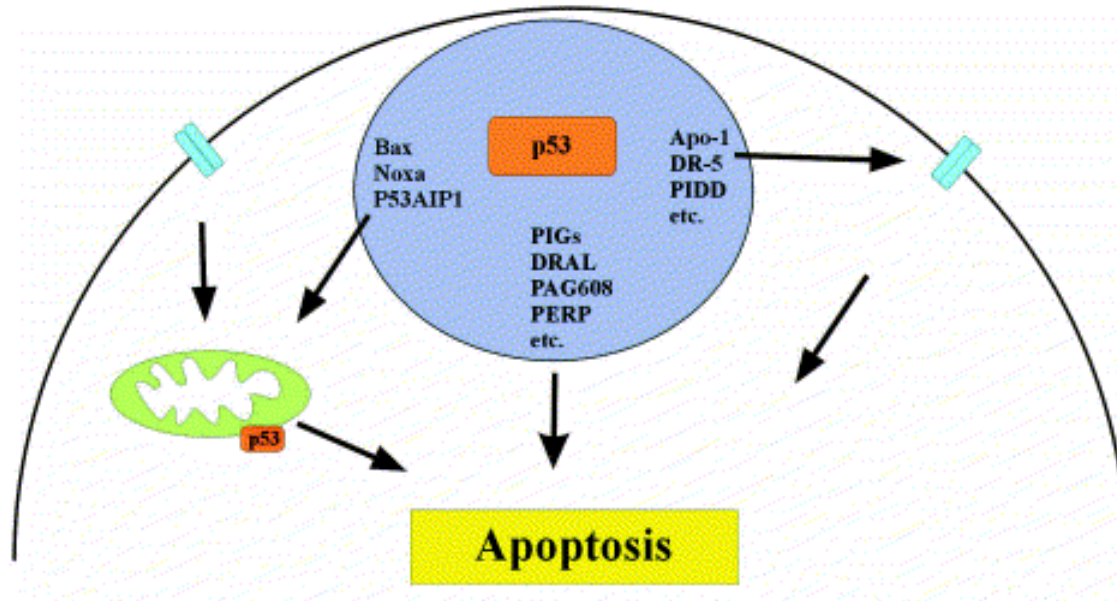 p53
Bax
Noxa
P53AIP1
Apo-1
DR-5
PIDD
etc.
PIGs
DRAL
PAG608
PERP
etc.
p53
Apoptosis